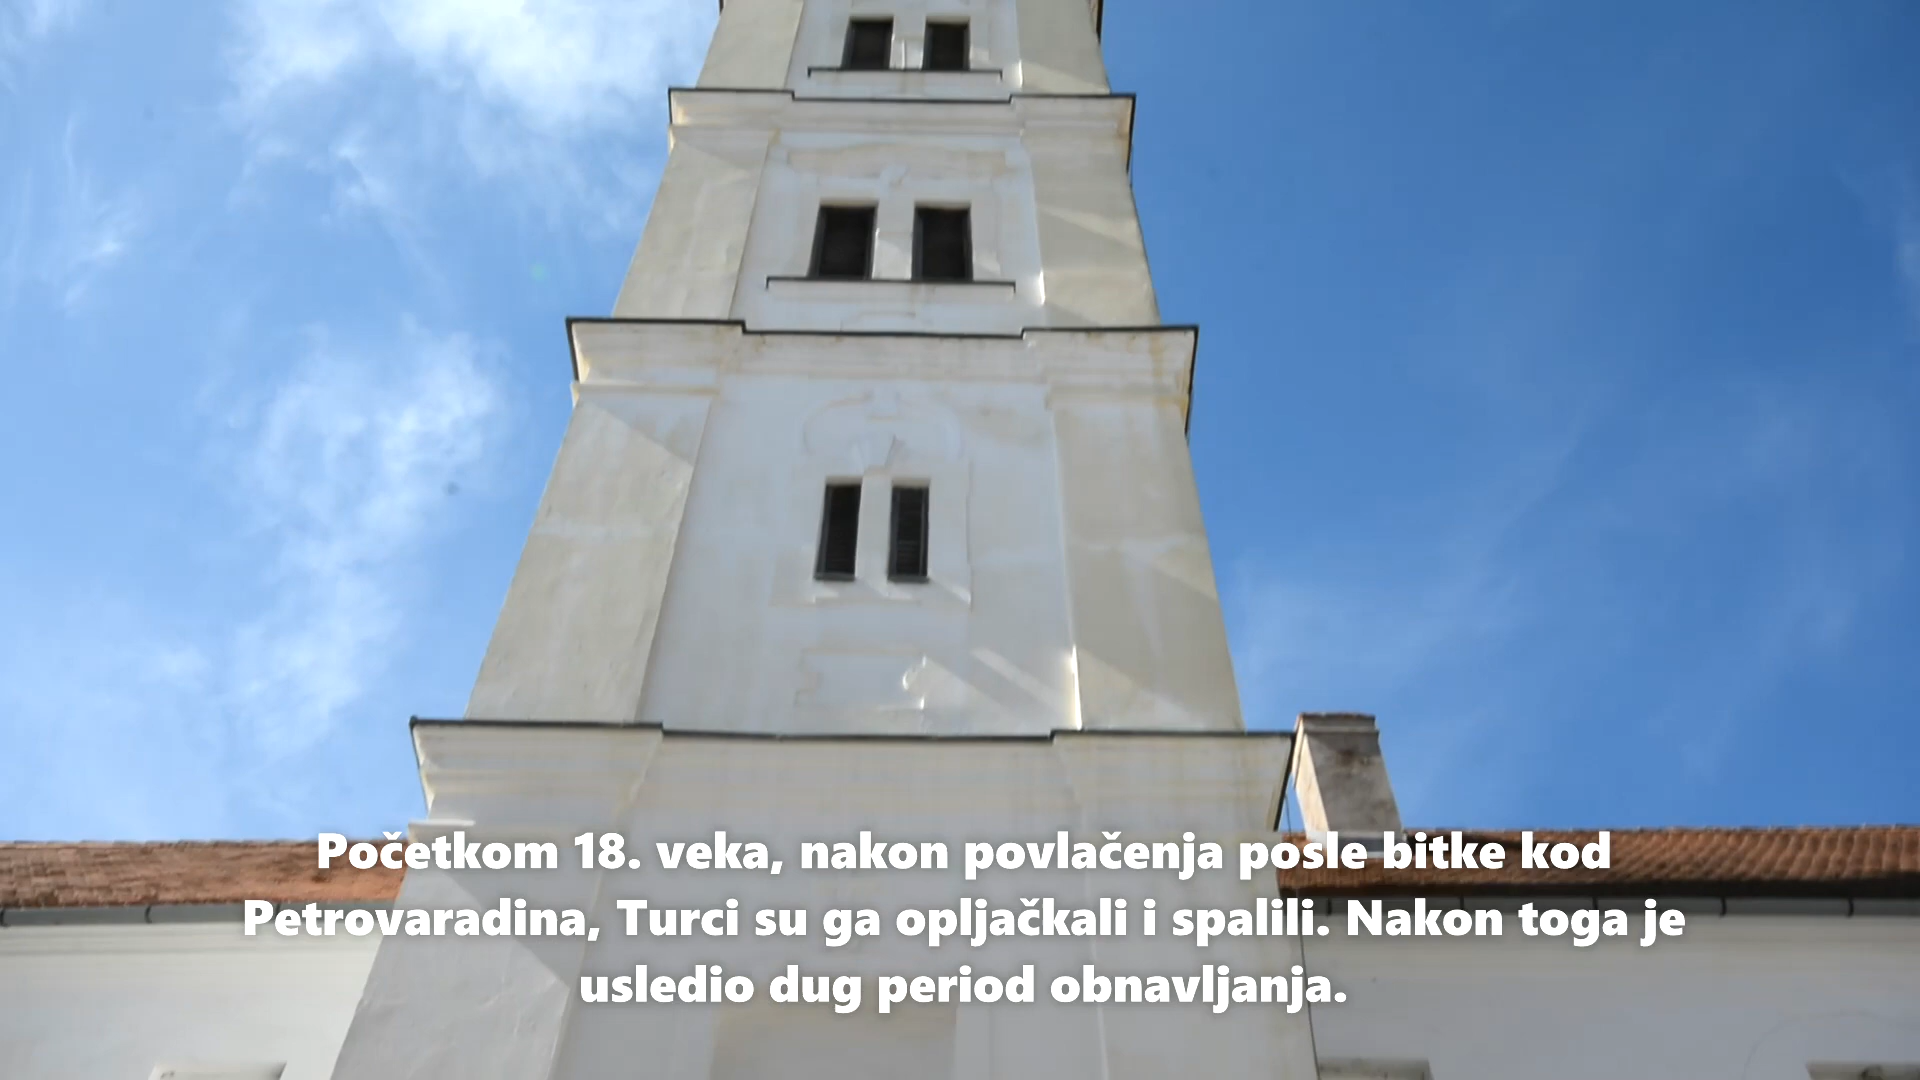 Početkom 18. veka, nakon povlačenja posle bitke kod
Petrovaradina, Turci su ga opljačkali i spalili. Nakon toga je
usledio dug period obnavljanja.